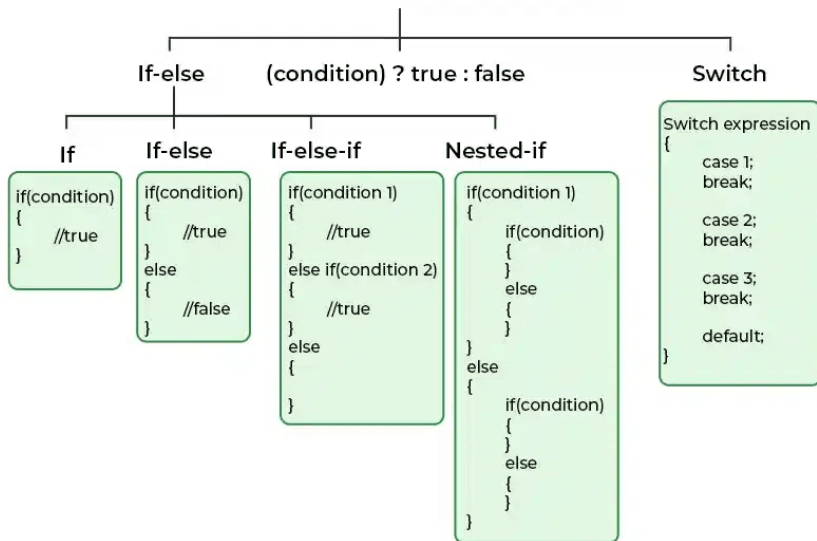 If-else
(condition) ? true : false
Switch
If
if(condition)
{
//true
}
If-else
if(condition)
{
//true
}
else
{
//false
}
If-else-if
if(condition 1)
{
//true
}
else if(condition 2)
{
//true
}
else
{
}
Nested-if
if(condition 1)
{
if(condition)
{
}
else
{
}
}
else
{
if(condition)
{
}
else
{
}
}
Switch expression
{
case 1;
break;
case 2;
break;
case 3;
break;
default;
}